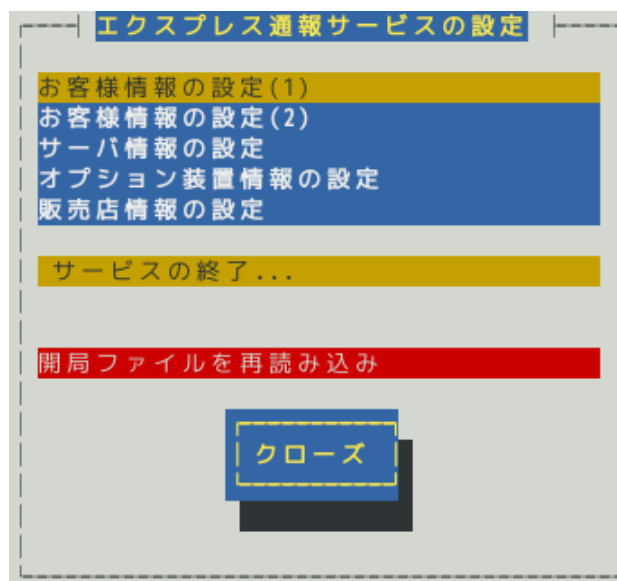 エクスプレス通報サービスの設定
お客様情報の設定(1)
お客様情報の設定(2)
サーバ情報の設定
オプション装置情報の設定
販売店情報の設定
サービスの終了...
開局ファイルを再読み込み
クローズ